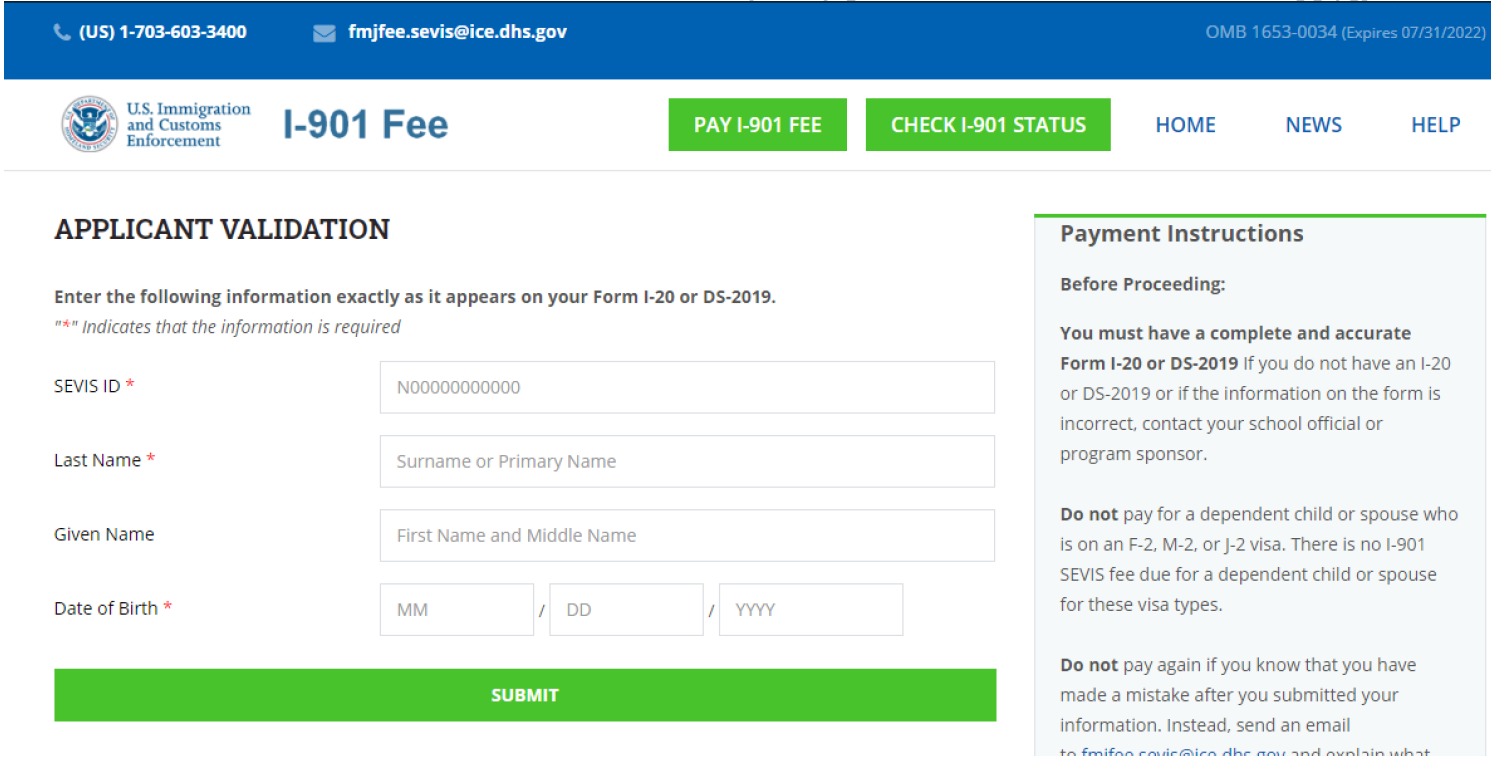 (US) 1-703-603-3400 fmjfee.sevis@ice.dhs.gov OMB 1653-0034 (Expires 07/31/2022)
U.S. Immigration
and Customs
Enforcement
I-901 Fee PAY I-901 FEE CHECK I-901 STATUS HOME NEWS HELP
APPLICANT VALIDATION
Enter the following information exactly as it appears on your Form I-20 or DS-2019.
"*" Indicates that the information is required
SEVIS ID * N00000000000
Last Name * Surname or Primary Name
Given Name First Name and Middle Name
Date of Birth * MM / DD / YYYY
SUBMIT
Payment Instructions
Before Proceeding:
You must have a complete and accurate
Form I-20 or DS-2019 If you do not have an I-20
or DS-2019 or if the information on the form is
incorrect, contact your school official or
program sponsor.
Do not pay for a dependent child or spouse who
is on an F-2, M-2, or J-2 visa. There is no I-901
SEVIS fee due for a dependent child or spouse
for these visa types.
Do not pay again if you know that you have
made a mistake after you submitted your
information. Instead, send an email
to fmjfee.sevis@ice.dhs.gov and explain what